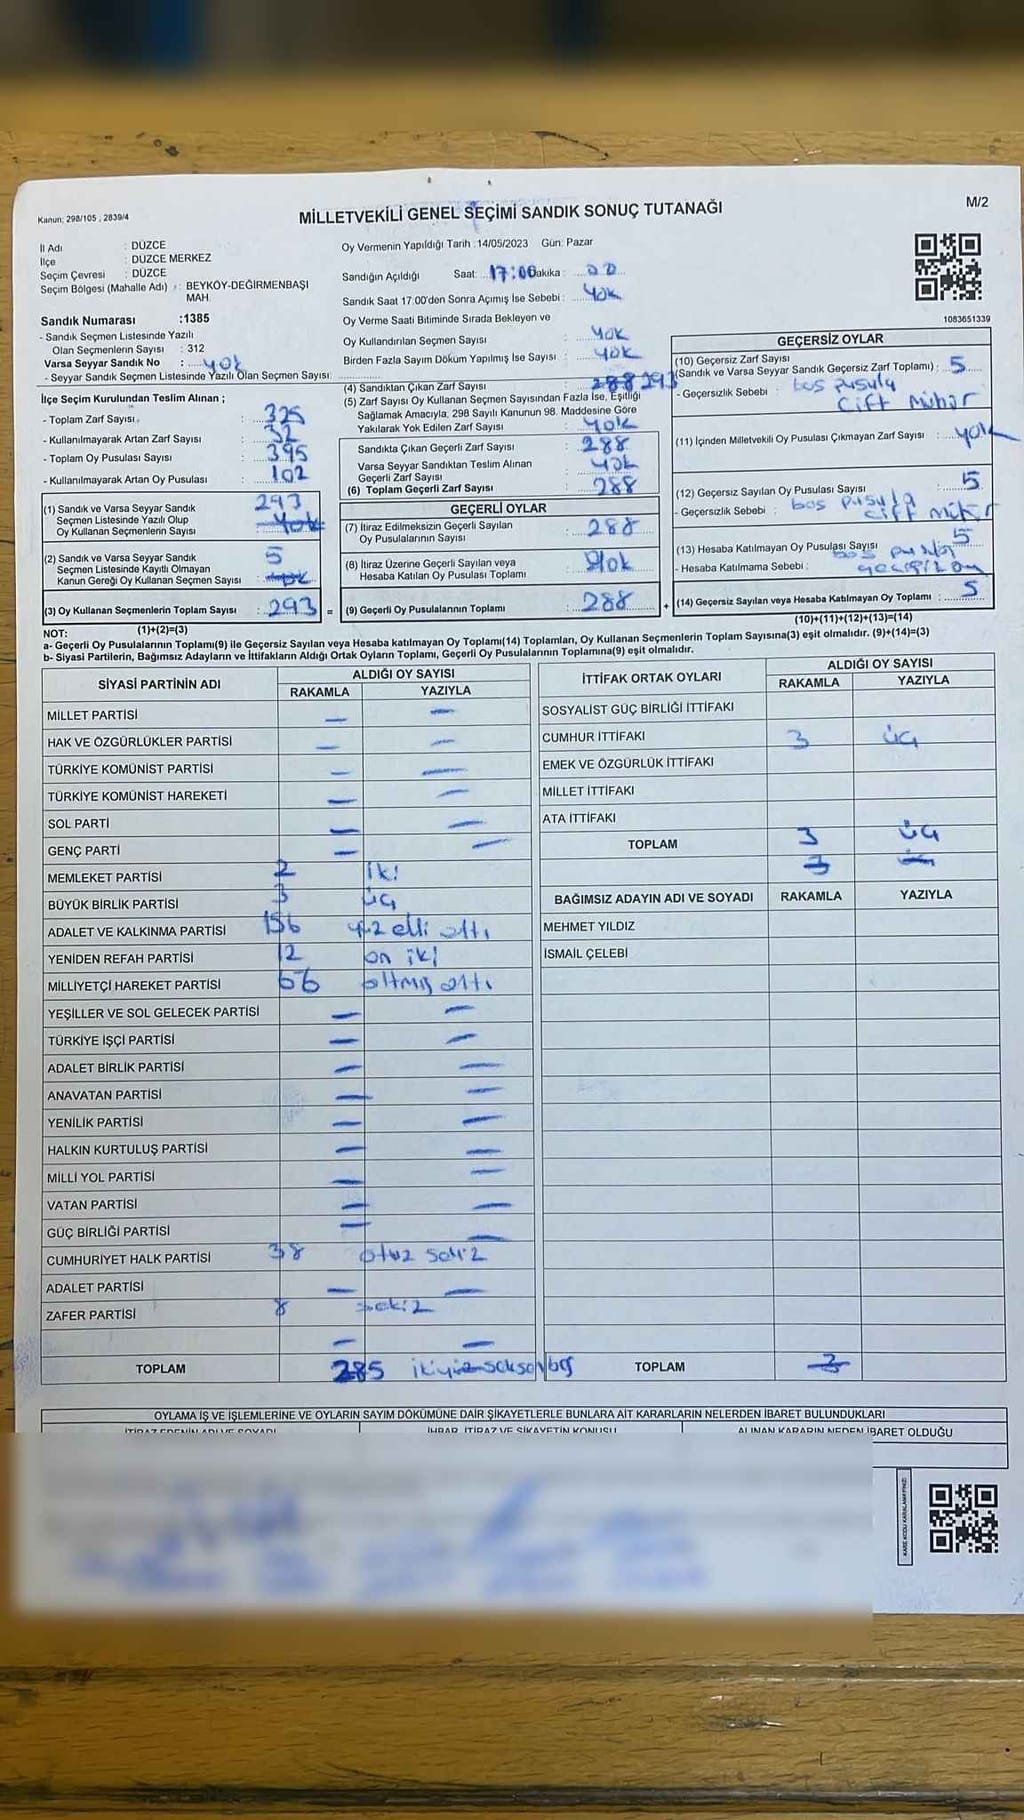 Kanun: 298/105 , 2839/4
MİLLETVEKİLİ GENEL SEÇİMİ SANDIK SONUÇ TUTANAĞI
M/2
İl Adı : DÜZCE
İlçe : DÜZCE MERKEZ
Seçim Çevresi : DÜZCE
Seçim Bölgesi (Mahalle Adı) : BEYKÖY-DEĞİRMENBAŞI MAH.
Sandık Numarası :1385
- Sandık Seçmen Listesinde Yazılı
Olan Seçmenlerin Sayısı : 312
Varsa Seyyar Sandık No : yok
- Seyyar Sandık Seçmen Listesinde Yazılı Olan Seçmen Sayısı:
Oy Vermenin Yapıldığı Tarih :14/05/2023 Gün: Pazar
Sandığın Açıldığı Saat: 17:00 Dakika : 00
Sandık Saat 17:00'den Sonra Açımış İse Sebebi : yok
Oy Verme Saati Bitiminde Sırada Bekleyen ve
Oy Kullandırılan Seçmen Sayısı : yok
Birden Fazla Sayım Döküm Yapılmış İse Sayısı : yok
1083651339
İlçe Seçim Kurulundan Teslim Alınan ;
- Toplam Zarf Sayısı : 325
- Kullanılmayarak Artan Zarf Sayısı : 32
- Toplam Oy Pusulası Sayısı : 395
- Kullanılmayarak Artan Oy Pusulası : 102
(1) Sandık ve Varsa Seyyar Sandık
Seçmen Listesinde Yazılı Olup
Oy Kullanan Seçmenlerin Sayısı : 293 yok
(2) Sandık ve Varsa Seyyar Sandık
Seçmen Listesinde Kayıtlı Olmayan
Kanun Gereği Oy Kullanan Seçmen Sayısı : 5
(3) Oy Kullanan Seçmenlerin Toplam Sayısı : 293 =
(1)+(2)=(3)
(4) Sandıktan Çıkan Zarf Sayısı : 288 293
(5) Zarf Sayısı Oy Kullanan Seçmen Sayısından Fazla İse, Eşitliği
Sağlamak Amacıyla, 298 Sayılı Kanunun 98. Maddesine Göre
Yakılarak Yok Edilen Zarf Sayısı : yok
Sandıkta Çıkan Geçerli Zarf Sayısı : 288
Varsa Seyyar Sandıktan Teslim Alınan
Geçerli Zarf Sayısı : yok
(6) Toplam Geçerli Zarf Sayısı : 288
GEÇERLİ OYLAR
(7) İtiraz Edilmeksizin Geçerli Sayılan
Oy Pusulalarının Sayısı : 288
(8) İtiraz Üzerine Geçerli Sayılan veya
Hesaba Katılan Oy Pusulası Toplamı : yok
(9) Geçerli Oy Pusulalarının Toplamı : 288 +
GEÇERSİZ OYLAR
(10) Geçersiz Zarf Sayısı
(Sandık ve Varsa Seyyar Sandık Geçersiz Zarf Toplamı) : 5
- Geçersizlik Sebebi : boş pusula
Çift Mühür
(11) İçinden Milletvekili Oy Pusulası Çıkmayan Zarf Sayısı : yok
(12) Geçersiz Sayılan Oy Pusulası Sayısı : 5
- Geçersizlik Sebebi : boş pusula
çift mühür
(13) Hesaba Katılmayan Oy Pusulası Sayısı : 5
- Hesaba Katılmama Sebebi :
(14) Geçersiz Sayılan veya Hesaba Katılmayan Oy Toplamı : 5
(10)+(11)+(12)+(13)=(14)
NOT:
a- Geçerli Oy Pusulalarının Toplamı(9) ile Geçersiz Sayılan veya Hesaba katılmayan Oy Toplamı(14) Toplamları, Oy Kullanan Seçmenlerin Toplam Sayısına(3) eşit olmalıdır. (9)+(14)=(3)
b- Siyasi Partilerin, Bağımsız Adayların ve İttifakların Aldığı Ortak Oyların Toplamı, Geçerli Oy Pusulalarının Toplamına(9) eşit olmalıdır.
SİYASİ PARTİNİN ADI ALDIĞI OY SAYISI
RAKAMLA YAZIYLA
MİLLET PARTİSİ — —
HAK VE ÖZGÜRLÜKLER PARTİSİ — —
TÜRKİYE KOMÜNİST PARTİSİ — —
TÜRKİYE KOMÜNİST HAREKETİ — —
SOL PARTİ — —
GENÇ PARTİ — —
MEMLEKET PARTİSİ 2 iki
BÜYÜK BİRLİK PARTİSİ 3 üç
ADALET VE KALKINMA PARTİSİ 156 yüz elli altı
YENİDEN REFAH PARTİSİ 12 on iki
MİLLİYETÇİ HAREKET PARTİSİ 66 altmış altı
YEŞİLLER VE SOL GELECEK PARTİSİ — —
TÜRKİYE İŞÇİ PARTİSİ — —
ADALET BİRLİK PARTİSİ — —
ANAVATAN PARTİSİ — —
YENİLİK PARTİSİ — —
HALKIN KURTULUŞ PARTİSİ — —
MİLLİ YOL PARTİSİ — —
VATAN PARTİSİ — —
GÜÇ BİRLİĞİ PARTİSİ — —
CUMHURİYET HALK PARTİSİ 38 otuz sekiz
ADALET PARTİSİ — —
ZAFER PARTİSİ 8 sekiz
— —
TOPLAM 285 ikiyüz seksen beş
İTTİFAK ORTAK OYLARI ALDIĞI OY SAYISI
RAKAMLA YAZIYLA
SOSYALİST GÜÇ BİRLİĞİ İTTİFAKI
CUMHUR İTTİFAKI 3 üç
EMEK VE ÖZGÜRLÜK İTTİFAKI
MİLLET İTTİFAKI
ATA İTTİFAKI
TOPLAM 3 üç
3 üç
BAĞIMSIZ ADAYIN ADI VE SOYADI RAKAMLA YAZIYLA
MEHMET YILDIZ
İSMAİL ÇELEBİ
TOPLAM 3
OYLAMA İŞ VE İŞLEMLERİNE VE OYLARIN SAYIM DÖKÜMÜNE DAİR ŞİKAYETLERLE BUNLARA AİT KARARLARIN NELERDEN İBARET BULUNDUKLARI
İTİRAZ EDENİN ADI VE SOYADI İHBAR, İTİRAZ VE ŞİKAYETİN KONUSU ALINAN KARARIN NEDEN İBARET OLDUĞU
KARE KODU KARALAMAYINIZ!